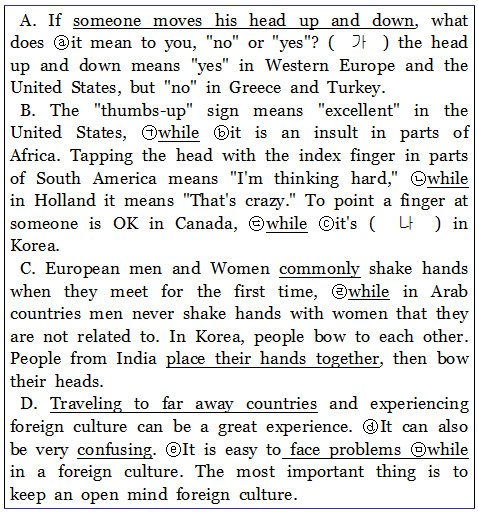 A. If someone moves his head up and down, what
does ⓐit mean to you, "no" or "yes"? ( 가 ) the head
up and down means "yes" in Western Europe and the
United States, but "no" in Greece and Turkey.
B. The "thumbs-up" sign means "excellent" in the
United States, ㉠while ⓑit is an insult in parts of
Africa. Tapping the head with the index finger in parts
of South America means "I'm thinking hard," ㉡while
in Holland it means "That's crazy." To point a finger at
someone is OK in Canada, ㉢while ⓒit's ( 나 ) in
Korea.
C. European men and Women commonly shake hands
when they meet for the first time, ㉣while in Arab
countries men never shake hands with women that they
are not related to. In Korea, people bow to each other.
People from India place their hands together, then bow
their heads.
D. Traveling to far away countries and experiencing
foreign culture can be a great experience. ⓓIt can also
be very confusing. ⓔIt is easy to face problems ㉤while
in a foreign culture. The most important thing is to
keep an open mind foreign culture.